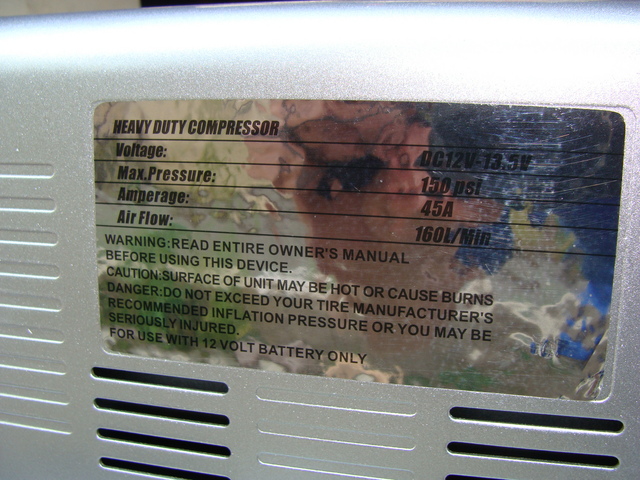 HEAVY DUTY COMPRESSOR
Voltage: DC12V-13.5V
Max.Pressure: 150 psi
Amperage: 45A
Air Flow: 160L/Min
WARNING:READ ENTIRE OWNER'S MANUAL
BEFORE USING THIS DEVICE.
CAUTION:SURFACE OF UNIT MAY BE HOT OR CAUSE BURNS
DANGER:DO NOT EXCEED YOUR TIRE MANUFACTURER'S
RECOMMENDED INFLATION PRESSURE OR YOU MAY BE
SERIOUSLY INJURED.
FOR USE WITH 12 VOLT BATTERY ONLY